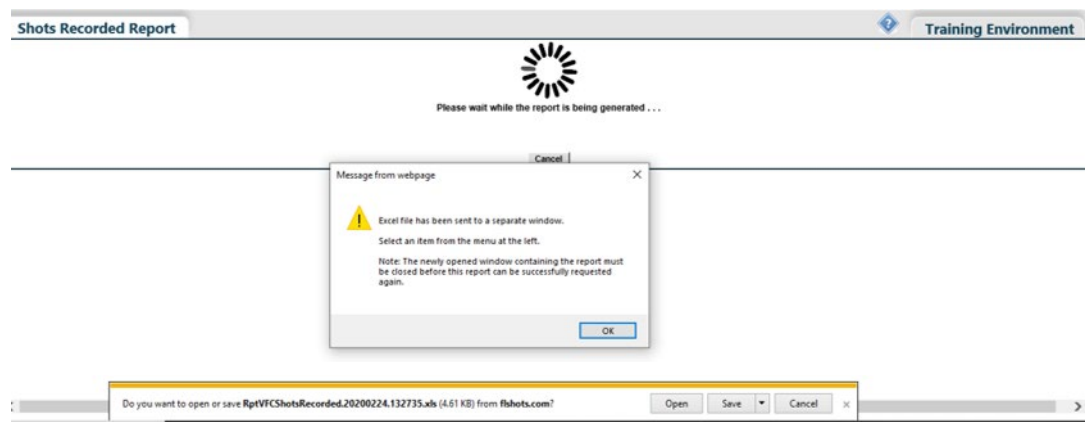 Shots Recorded Report
Training Environment
Please wait while the report is being generated . . .
Cancel
Message from webpage
Excel file has been sent to a separate window.
Select an item from the menu at the left.
Note: The newly opened window containing the report must
be closed before this report can be successfully requested
again.
OK
Do you want to open or save RptVFCShotsRecorded.20200224.132735.xls (4.61 KB) from flshots.com?
Open
Save
Cancel